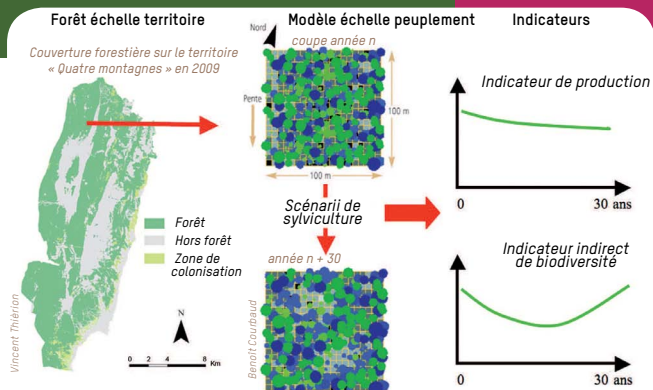 Forêt échelle territoire
Couverture forestière sur le territoire
« Quatre montagnes » en 2009
Forêt
Hors forêt
Zone de
colonisation
N
0 2 4 8
Km
Vincent Thiérion
Modèle échelle peuplement
Nord
coupe année n
Pente
100 m
100 m
Scénarii de
sylviculture
année n + 30
Benoît Courbaud
Indicateurs
Indicateur de production
0 30 ans
Indicateur indirect
de biodiversité
0 30 ans